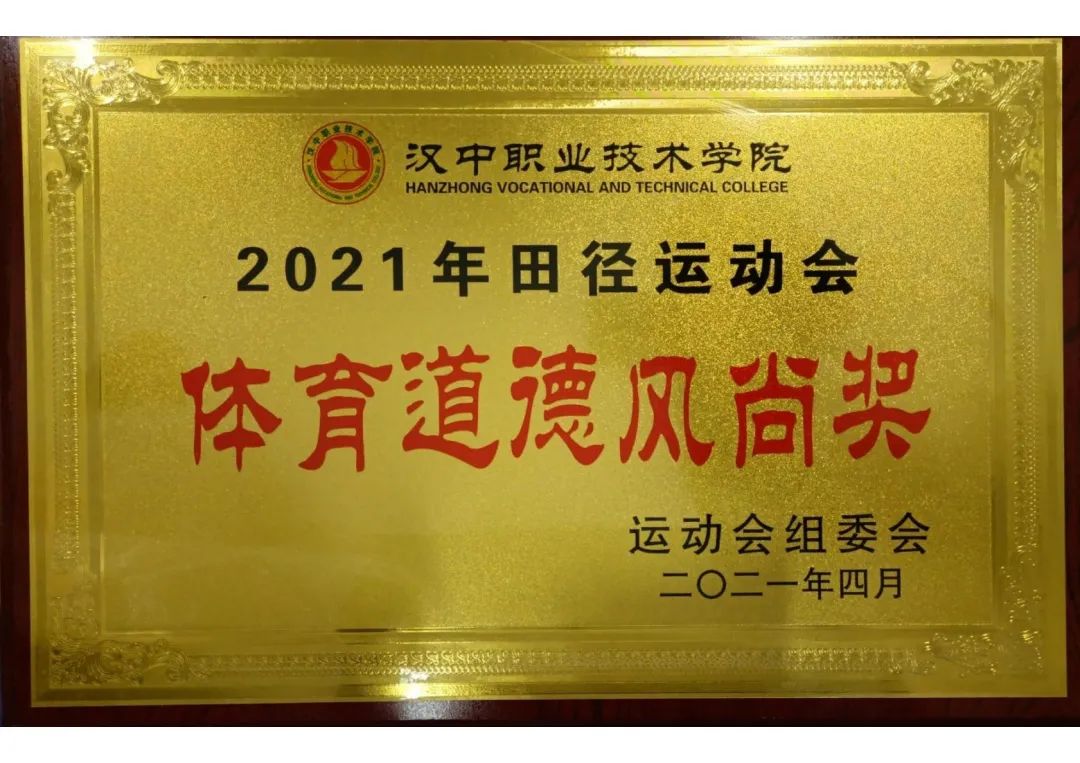 汉中职业技术学院
HANZHONG VOCATIONAL AND TECHNICAL COLLEGE
2021年田径运动会
体育道德风尚奖
运动会组委会
二〇二一年四月